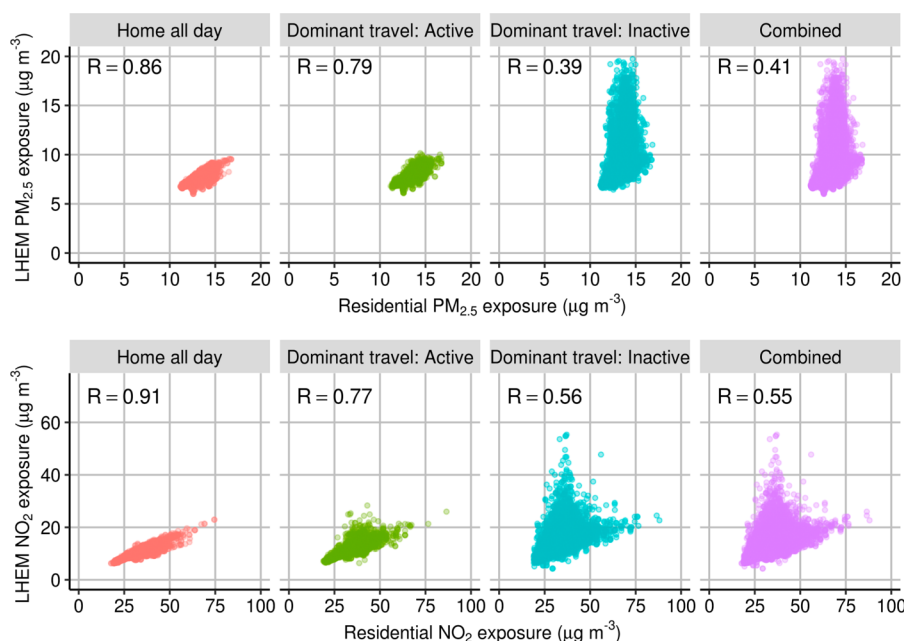 Home all day Dominant travel: Active Dominant travel: Inactive Combined
R = 0.86 R = 0.79 R = 0.39 R = 0.41
LHEM PM2.5 exposure (μg m-3)
20
15
10
5
0
0 5 10 15 20 0 5 10 15 20 0 5 10 15 20 0 5 10 15 20
Residential PM2.5 exposure (μg m-3)
Home all day Dominant travel: Active Dominant travel: Inactive Combined
R = 0.91 R = 0.77 R = 0.56 R = 0.55
LHEM NO2 exposure (μg m-3)
60
40
20
0
0 25 50 75 100 0 25 50 75 100 0 25 50 75 100 0 25 50 75 100
Residential NO2 exposure (μg m-3)